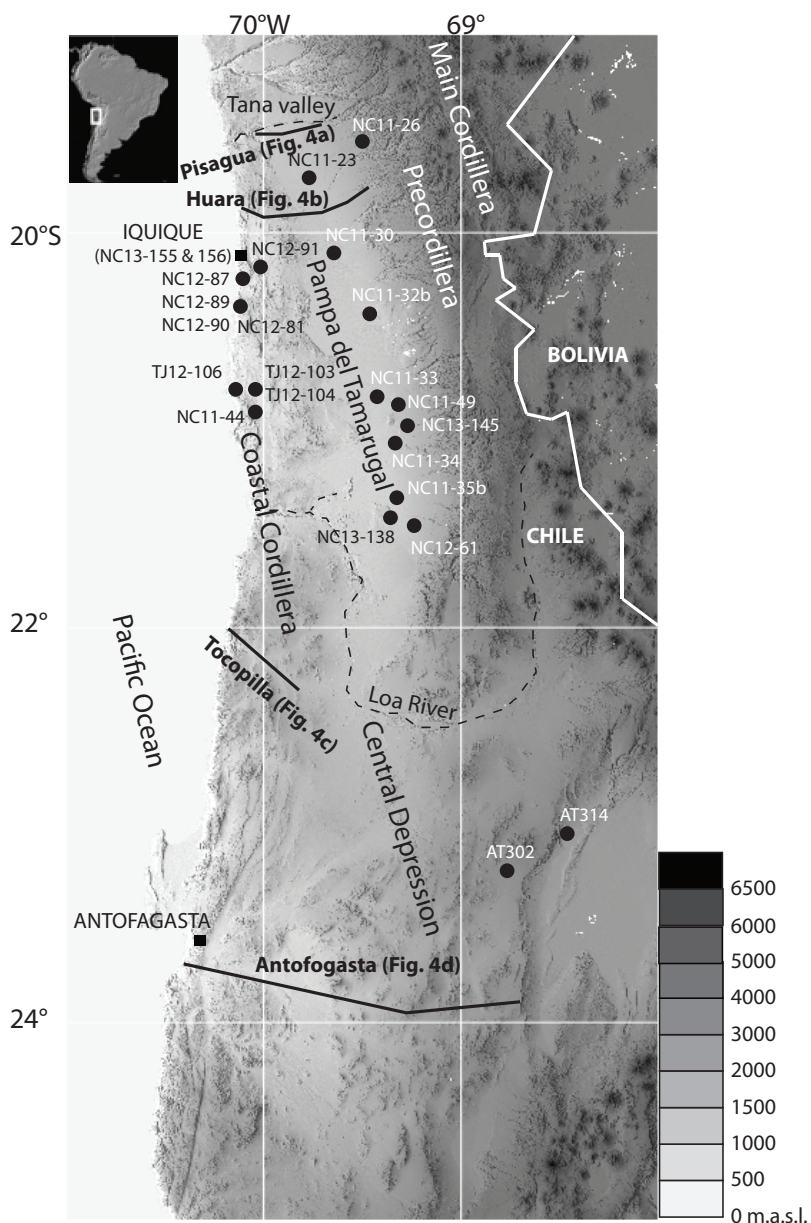 70°W
69°
Main Cordillera
Tana valley
NC11-26
Pisagua (Fig. 4a)
NC11-23
Precordillera
Huara (Fig. 4b)
20°S
IQUIQUE
(NC13-155 & 156)
NC12-91
NC11-30
NC12-87
NC12-89
NC12-90
NC12-81
Pampa del Tamarugal
NC11-32b
BOLIVIA
TJ12-106
TJ12-103
TJ12-104
NC11-33
NC11-49
NC11-44
NC13-145
NC11-34
Coastal Cordillera
NC11-35b
NC13-138
NC12-61
CHILE
22°
Pacific Ocean
Tocopilla (Fig. 4c)
Loa River
Central Depression
AT314
AT302
ANTOFAGASTA
Antofogasta (Fig. 4d)
24°
6500
6000
5000
4000
3000
2000
1500
1000
500
0 m.a.s.l.